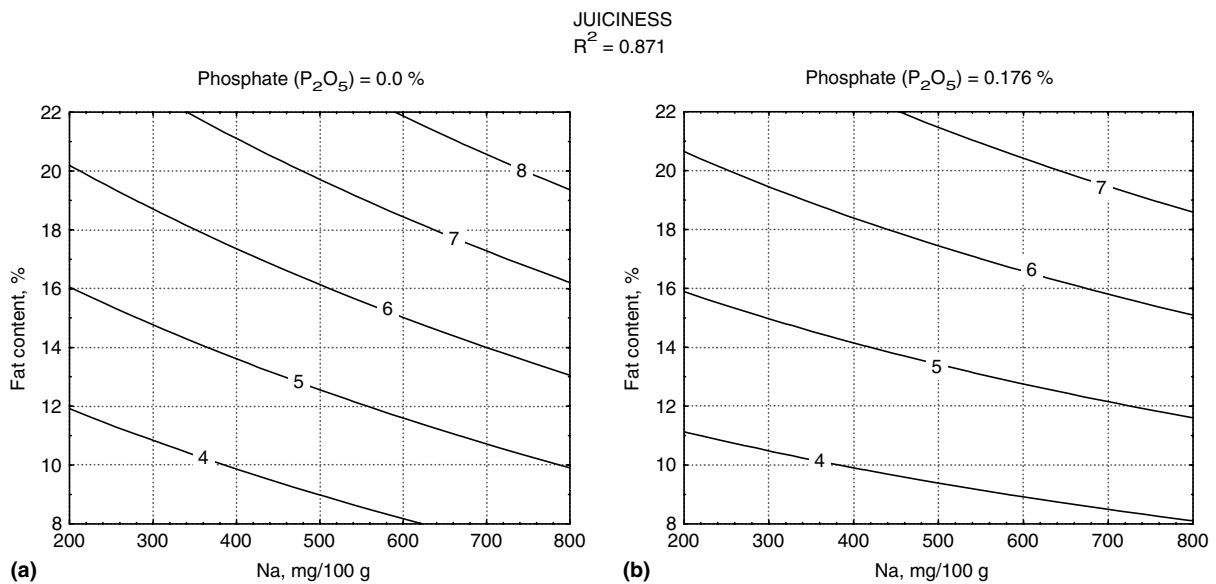 JUICINESS
R² = 0.871
Phosphate (P₂O₅) = 0.0 %
22
20
18
16
14
12
10
8
Fat content, %
8
7
6
5
4
200 300 400 500 600 700 800
(a)
Na, mg/100 g
Phosphate (P₂O₅) = 0.176 %
22
20
18
16
14
12
10
8
Fat content, %
7
6
5
4
200 300 400 500 600 700 800
(b)
Na, mg/100 g